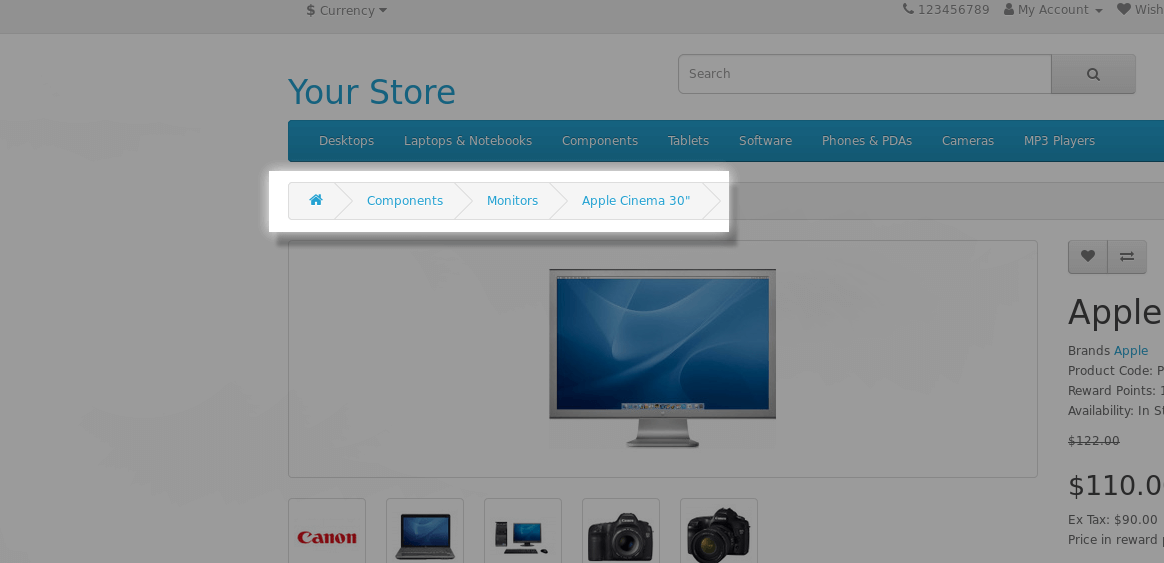 $ Currency
123456789 My Account Wish
Search
Your Store
Desktops Laptops & Notebooks Components Tablets Software Phones & PDAs Cameras MP3 Players
Components Monitors Apple Cinema 30"
Apple
Brands Apple
Product Code: P
Reward Points: 1
Availability: In St
$122.00
$110.0
Ex Tax: $90.00
Price in reward p
Canon